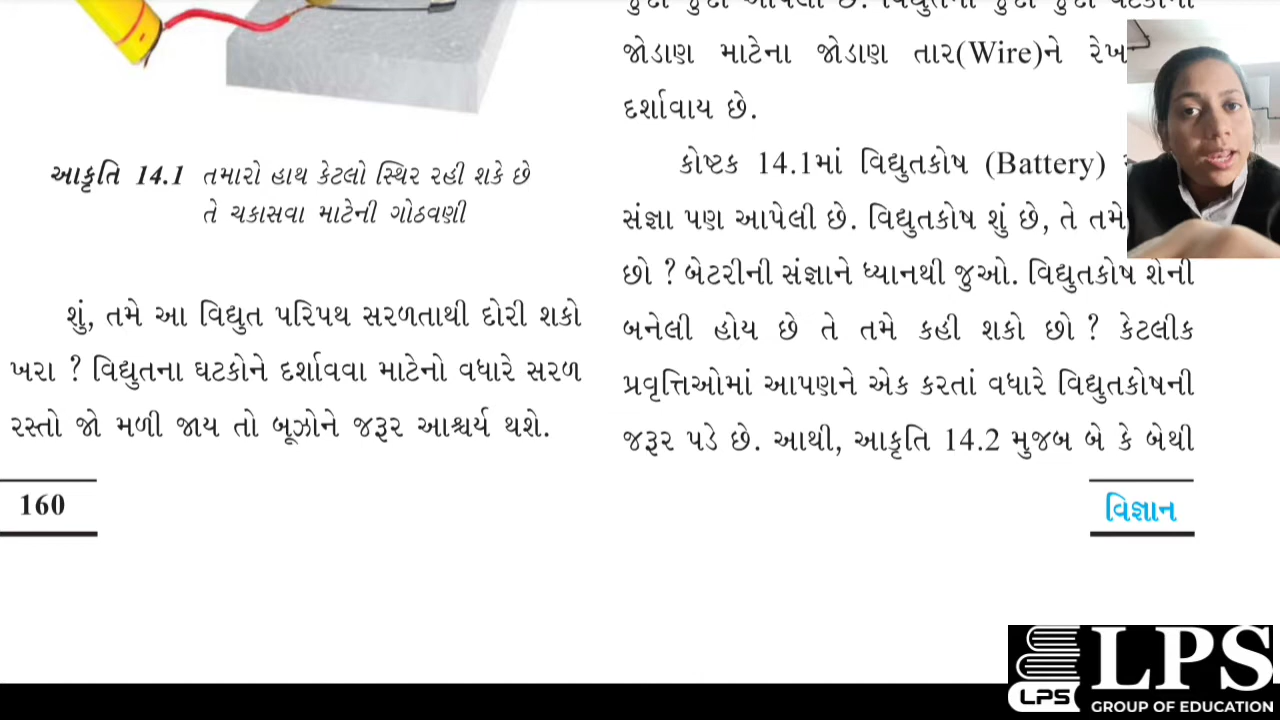 આકૃતિ 14.1 તમારો હાથ કેટલો સ્થિર રહી શકે છે
તે ચકાસવા માટેની ગોઠવણી
શું, તમે આ વિદ્યુત પરિપથ સરળતાથી દોરી શકો
ખરા ? વિદ્યુતના ઘટકોને દર્શાવવા માટેનો વધારે સરળ
રસ્તો જો મળી જાય તો બૂઝોને જરૂર આશ્ચર્ય થશે.
160
જોડાણ માટેના જોડાણ તાર(Wire)ને
દર્શાવાય છે.
કોષ્ટક 14.1માં વિદ્યુતકોષ (Battery)
સંજ્ઞા પણ આપેલી છે. વિદ્યુતકોષ શું છે, તે તમે
છો ? બેટરીની સંજ્ઞાને ધ્યાનથી જુઓ. વિદ્યુતકોષ શેની
બનેલી હોય છે તે તમે કહી શકો છો ? કેટલીક
પ્રવૃત્તિઓમાં આપણને એક કરતાં વધારે વિદ્યુતકોષની
જરૂર પડે છે. આથી, આકૃતિ 14.2 મુજબ બે કે બેથી
વિજ્ઞાન
LPS
LPS
GROUP OF EDUCATION